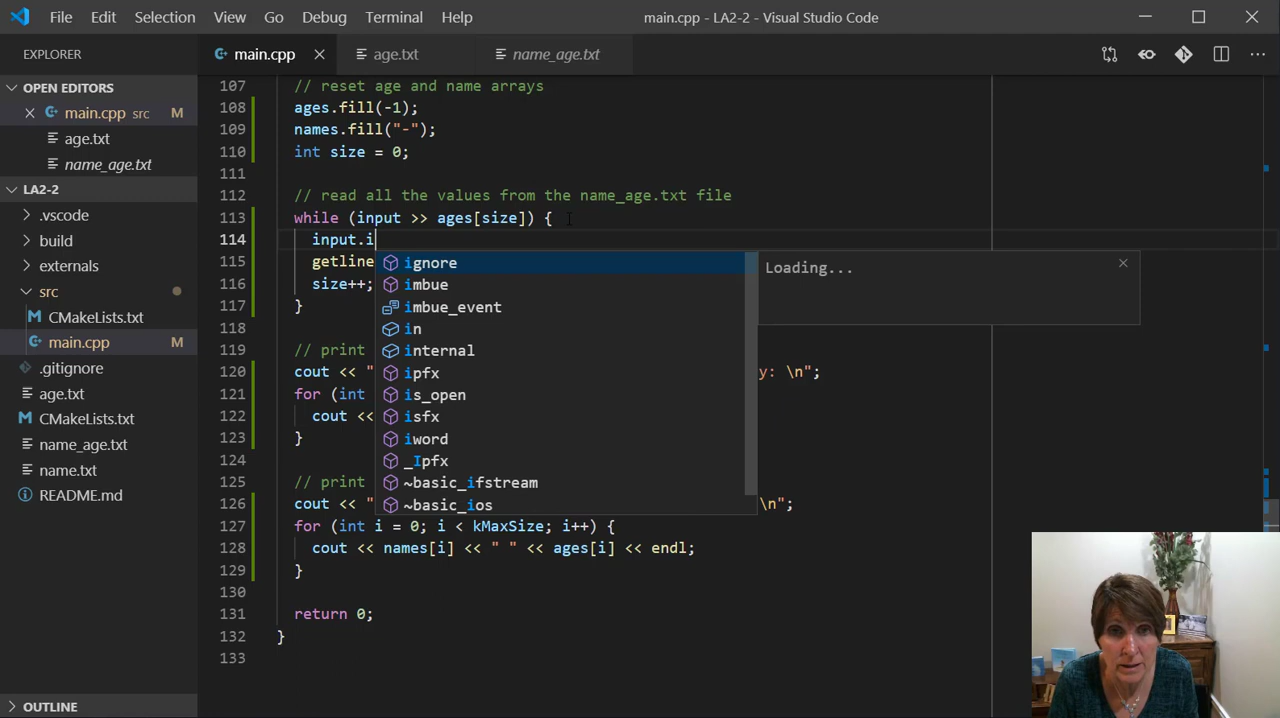 File Edit Selection View Go Debug Terminal Help main.cpp - LA2-2 - Visual Studio Code
EXPLORER
OPEN EDITORS
main.cpp src M
age.txt
name_age.txt
LA2-2
.vscode
build
externals
src
CMakeLists.txt
main.cpp M
.gitignore
age.txt
CMakeLists.txt
name_age.txt
name.txt
README.md
OUTLINE
main.cpp age.txt name_age.txt
107 // reset age and name arrays
108 ages.fill(-1);
109 names.fill("-");
110 int size = 0;
111
112 // read all the values from the name_age.txt file
113 while (input >> ages[size]) {
114 input.i
115 getline
116 size++;
117 }
118
119 // print
120 cout << " y: \n";
121 for (int
122 cout <<
123 }
124
125 // print
126 cout << " \n";
127 for (int i = 0; i < kMaxSize; i++) {
128 cout << names[i] << " " << ages[i] << endl;
129 }
130
131 return 0;
132 }
133
ignore
imbue
imbue_event
in
internal
ipfx
is_open
isfx
iword
_Ipfx
~basic_ifstream
~basic_ios
Loading...